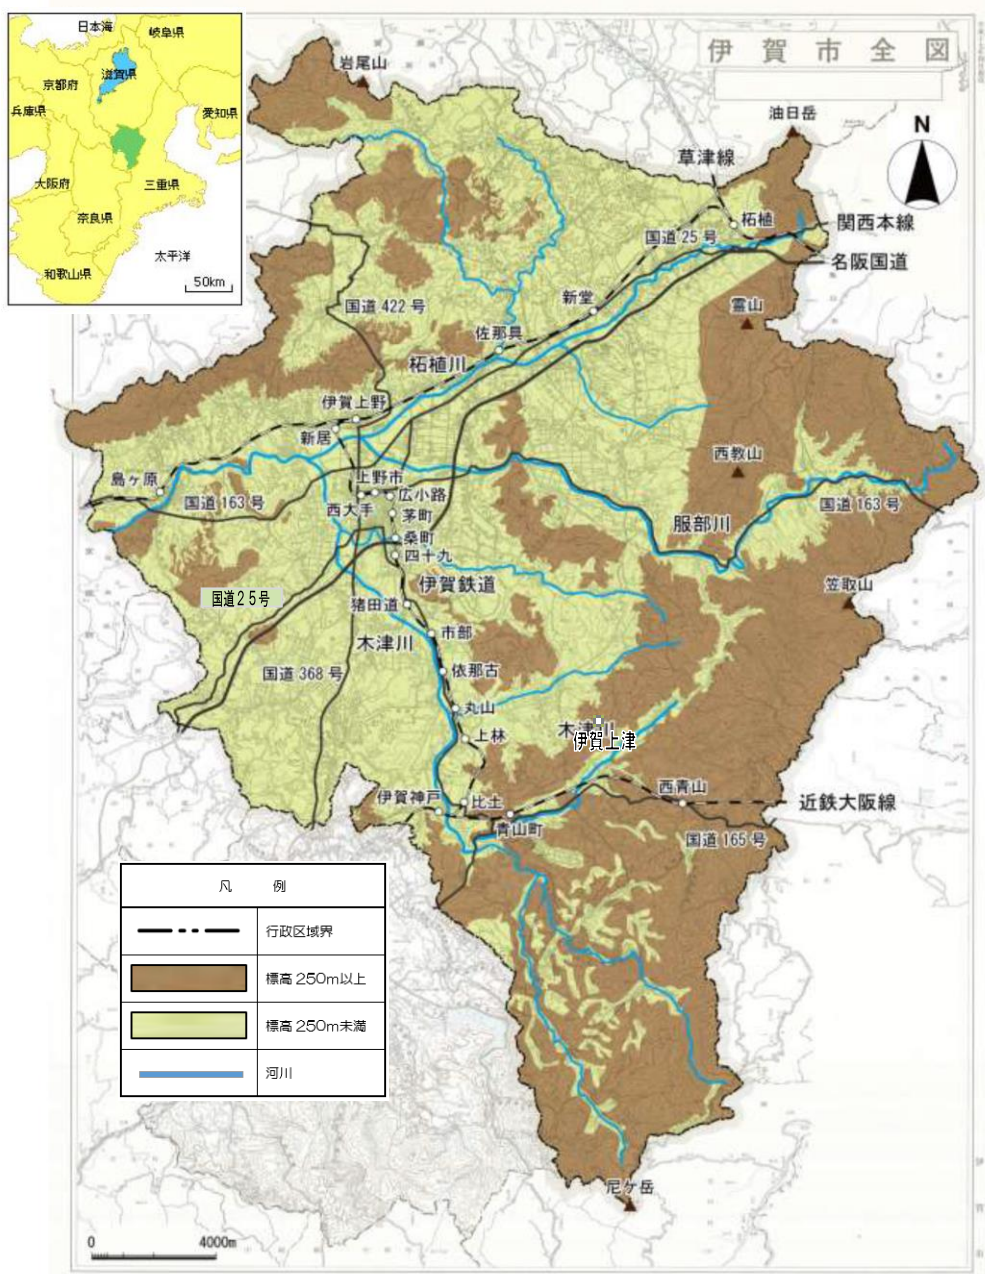 伊賀市全図
日本海
岐阜県
滋賀県
京都府
兵庫県
愛知県
大阪府
三重県
奈良県
太平洋
和歌山県
50km
岩尾山
油日岳
N
草津線
柘植
関西本線
国道25号
名阪国道
新堂
国道422号
霊山
佐那具
柘植川
伊賀上野
新居
島ヶ原
上野市
西教山
国道163号
広小路
西大手
国道163号
茅町
服部川
桑町
四十九
伊賀鉄道
笠取山
国道25号
猪田道
市部
木津川
依那古
国道368号
丸山
木津川
上林
伊賀上津
西青山
伊賀神戸
比土
近鉄大阪線
青山町
国道165号
凡 例
行政区域界
標高250m以上
標高250m未満
河川
尼ケ岳
0 4000m